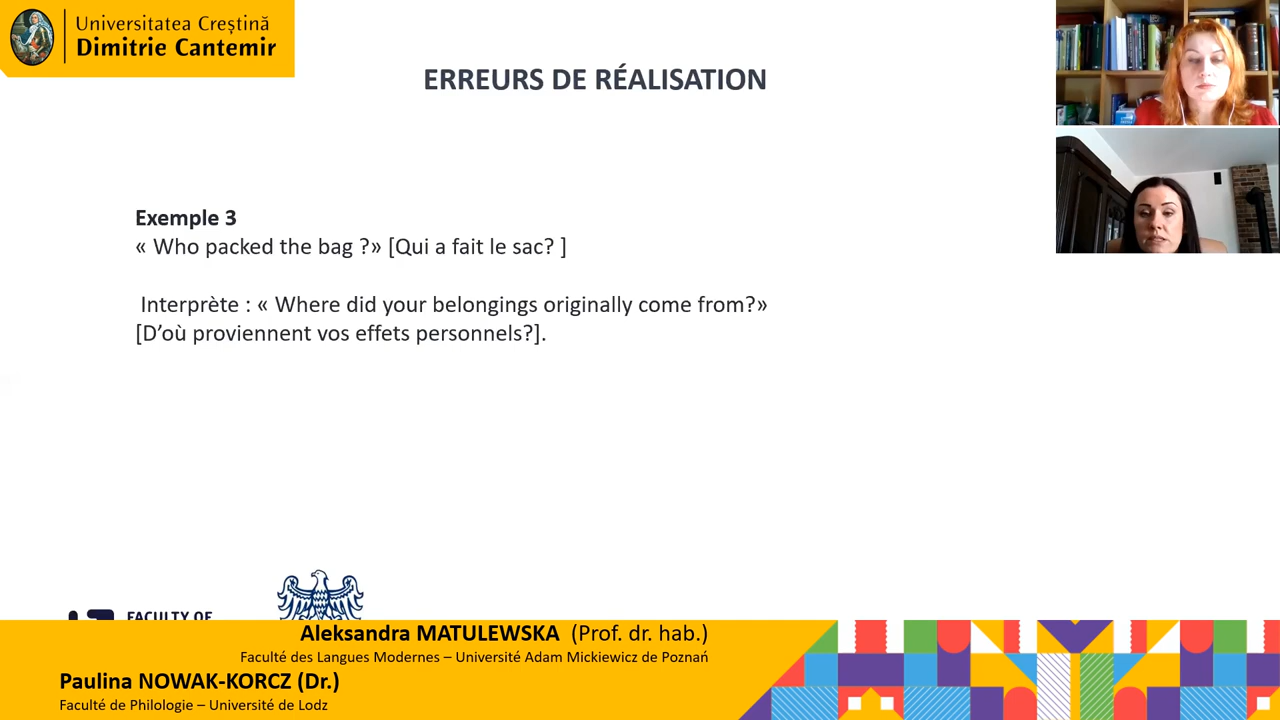 Universitatea Creștină
Dimitrie Cantemir
ERREURS DE RÉALISATION
Exemple 3
« Who packed the bag ?» [Qui a fait le sac? ]
Interprète : « Where did your belongings originally come from?»
[D’où proviennent vos effets personnels?].
FACULTY OF
Aleksandra MATULEWSKA (Prof. dr. hab.)
Faculté des Langues Modernes – Université Adam Mickiewicz de Poznań
Paulina NOWAK-KORCZ (Dr.)
Faculté de Philologie – Université de Lodz